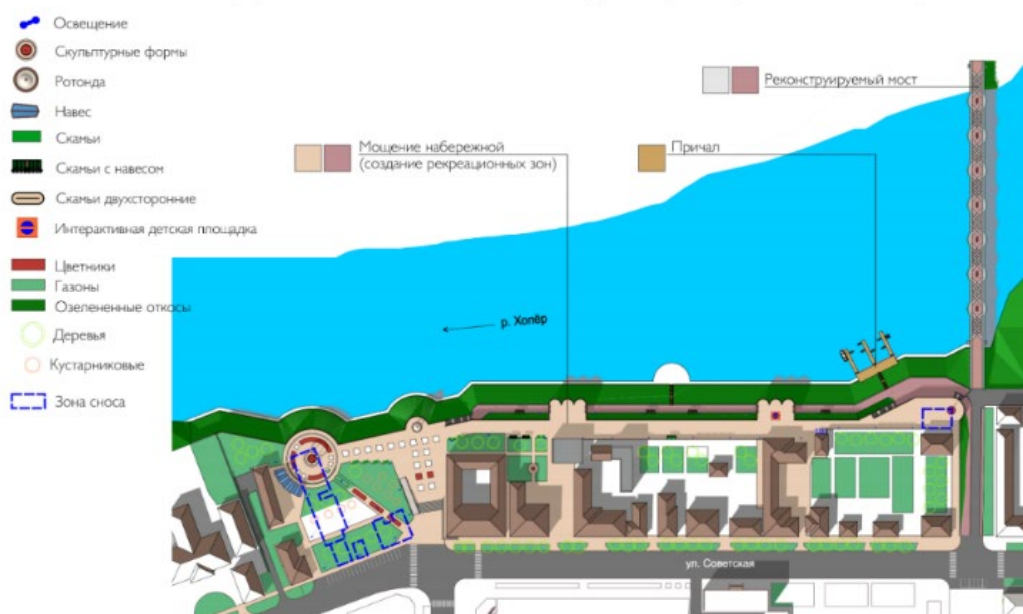 Освещение
Скульптурные формы
Ротонда
Навес
Скамьи
Скамьи с навесом
Скамьи двухсторонние
Интерактивная детская площадка
Цветники
Газоны
Озелененные откосы
Деревья
Кустарниковые
Зона сноса
Реконструируемый мост
Мощение набережной
(создание рекреационных зон)
Причал
р. Хопёр
ул. Советская